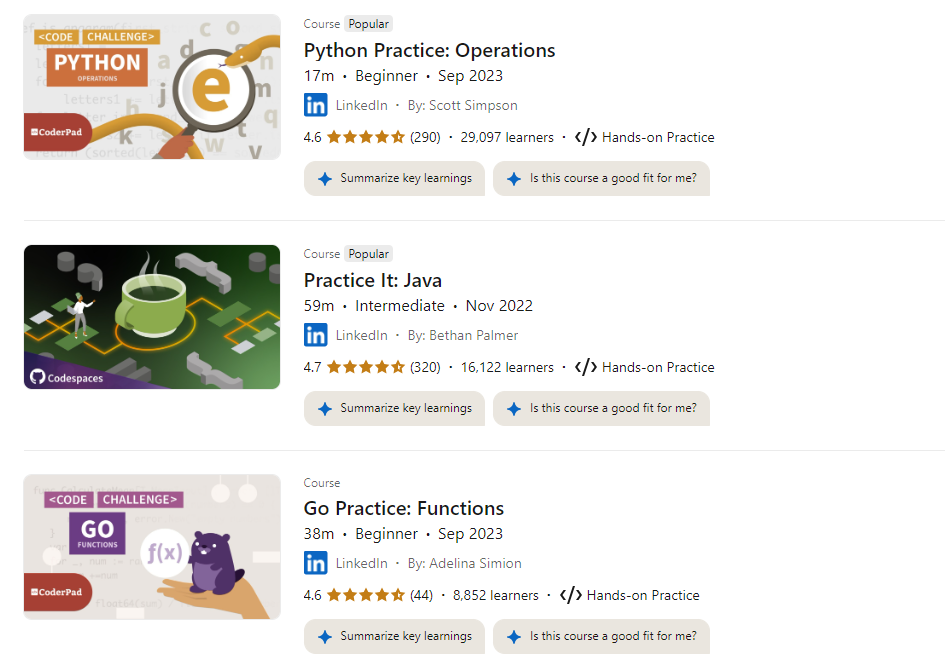 <CODE CHALLENGE>
PYTHON
OPERATIONS
CoderPad
Course Popular
Python Practice: Operations
17m · Beginner · Sep 2023
in LinkedIn · By: Scott Simpson
4.6 (290) · 29,097 learners · </> Hands-on Practice
Summarize key learnings Is this course a good fit for me?
Codespaces
Course Popular
Practice It: Java
59m · Intermediate · Nov 2022
in LinkedIn · By: Bethan Palmer
4.7 (320) · 16,122 learners · </> Hands-on Practice
Summarize key learnings Is this course a good fit for me?
<CODE CHALLENGE>
GO
FUNCTIONS
f(x)
CoderPad
Course
Go Practice: Functions
38m · Beginner · Sep 2023
in LinkedIn · By: Adelina Simion
4.6 (44) · 8,852 learners · </> Hands-on Practice
Summarize key learnings Is this course a good fit for me?